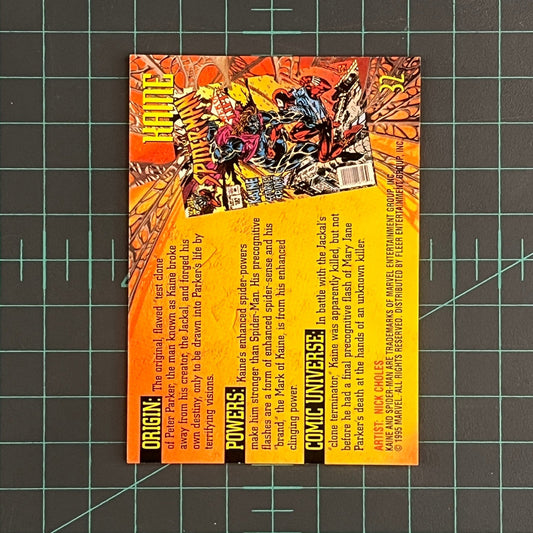 KAINE
32
SPIDER-MAN
KAINE
ORIGIN: The original, flawed "test clone"
of Peter Parker, the man known as Kaine broke
away from his creator, the Jackal, and forged his
own destiny, only to be drawn into Parker's life by
terrifying visions.
POWERS: Kaine's enhanced spider-powers
make him stronger than Spider-Man. His precognitive
flashes are a form of enhanced spider-sense and his
"brand," the Mark of Kaine, is from his enhanced
clinging power.
COMIC UNIVERSE: In battle with the Jackal's
"clone terminator," Kaine was apparently killed, but not
before he had a final precognitive flash of Mary Jane
Parker's death at the hands of an unknown killer.
ARTIST: NICK CHOLES
KAINE AND SPIDER-MAN ARE TRADEMARKS OF MARVEL ENTERTAINMENT GROUP, INC.
© 1995 MARVEL. ALL RIGHTS RESERVED. DISTRIBUTED BY FLEER ENTERTAINMENT GROUP, INC.